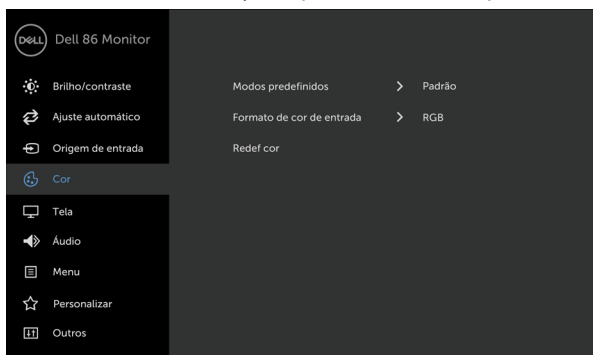 DELL Dell 86 Monitor
Brilho/contraste
Modos predefinidos > Padrão
Ajuste automático
Formato de cor de entrada > RGB
Origem de entrada
Redef cor
Cor
Tela
Áudio
Menu
Personalizar
Outros